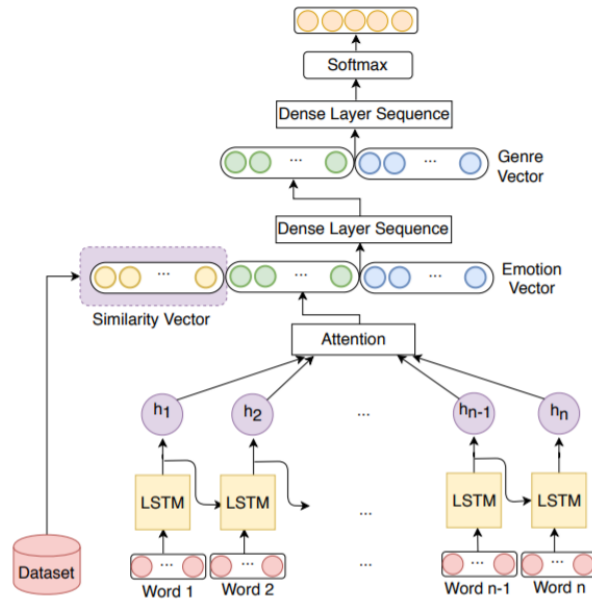 Softmax
Dense Layer Sequence
...
...
Genre
Vector
Dense Layer Sequence
...
...
...
Emotion
Vector
Similarity Vector
Attention
h1
h2
...
hn-1
hn
LSTM
LSTM
...
LSTM
LSTM
Dataset
...
...
...
...
...
Word 1
Word 2
Word n-1
Word n